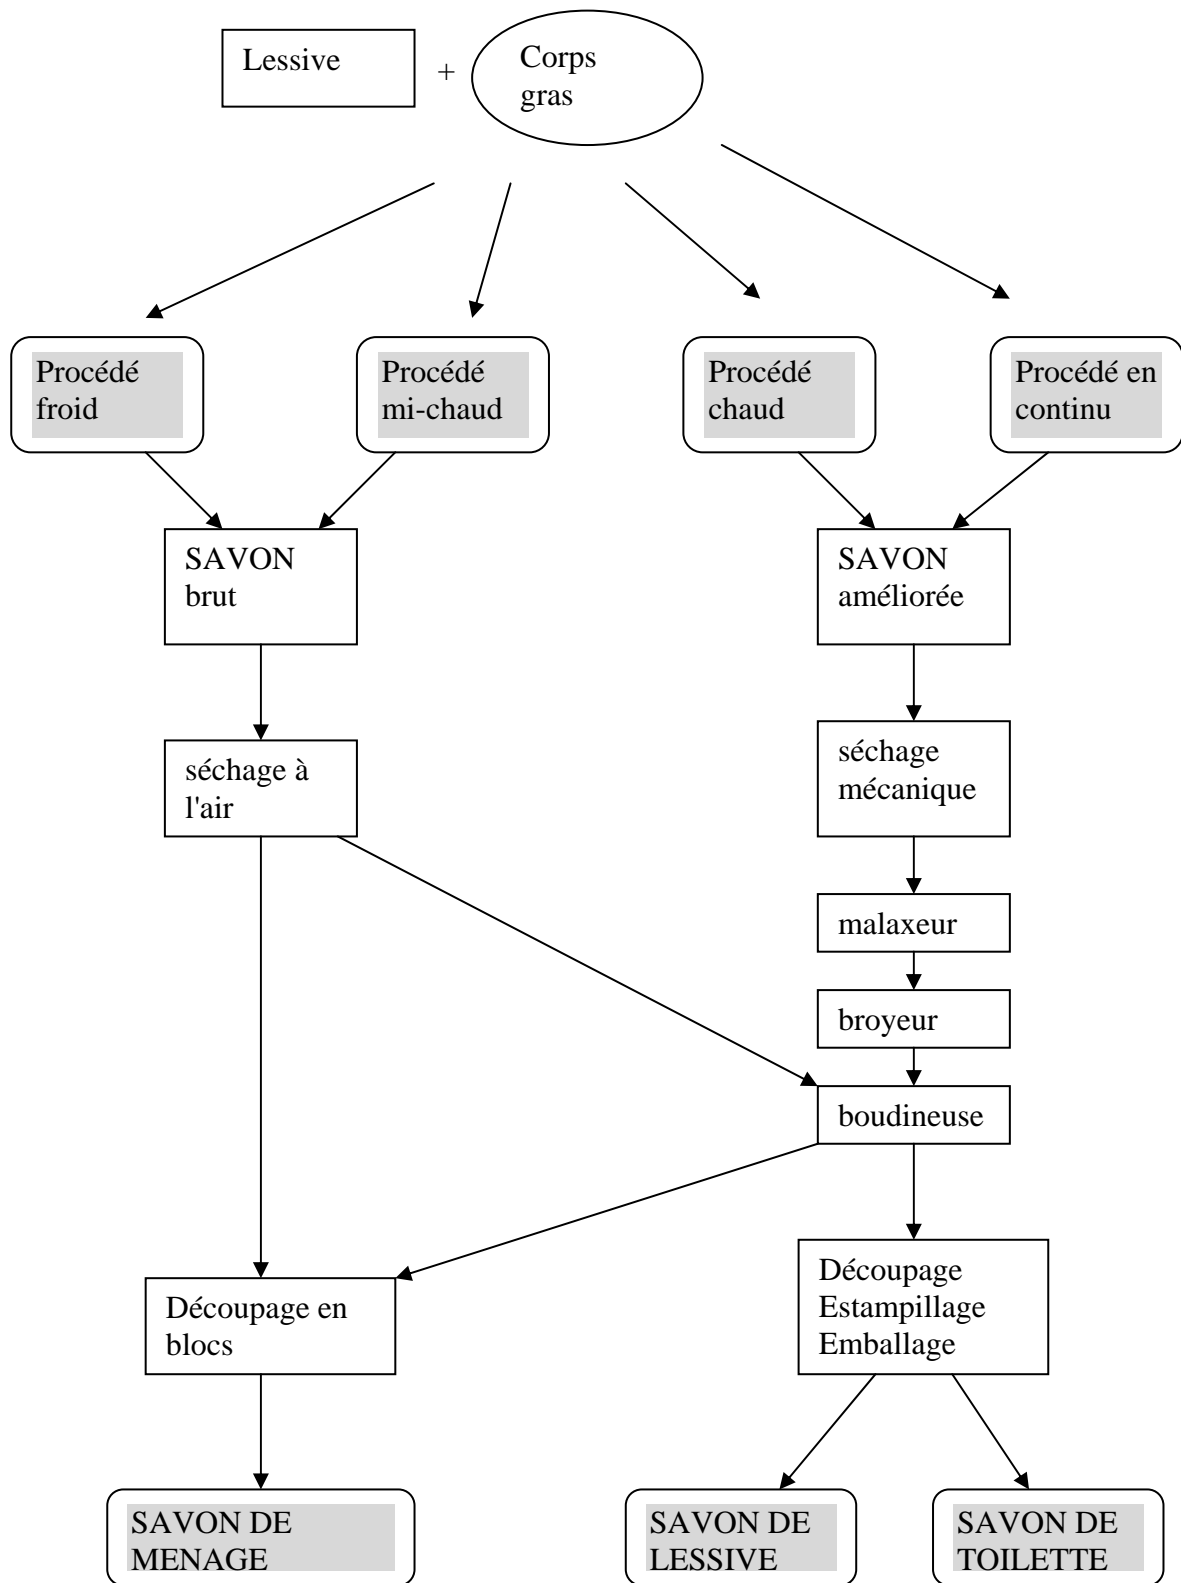 Lessive
+
Corps
gras
Procédé
froid
Procédé
mi-chaud
Procédé
chaud
Procédé en
continu
SAVON
brut
SAVON
améliorée
séchage à
l'air
séchage
mécanique
malaxeur
broyeur
boudineuse
Découpage en
blocs
Découpage
Estampillage
Emballage
SAVON DE
MENAGE
SAVON DE
LESSIVE
SAVON DE
TOILETTE